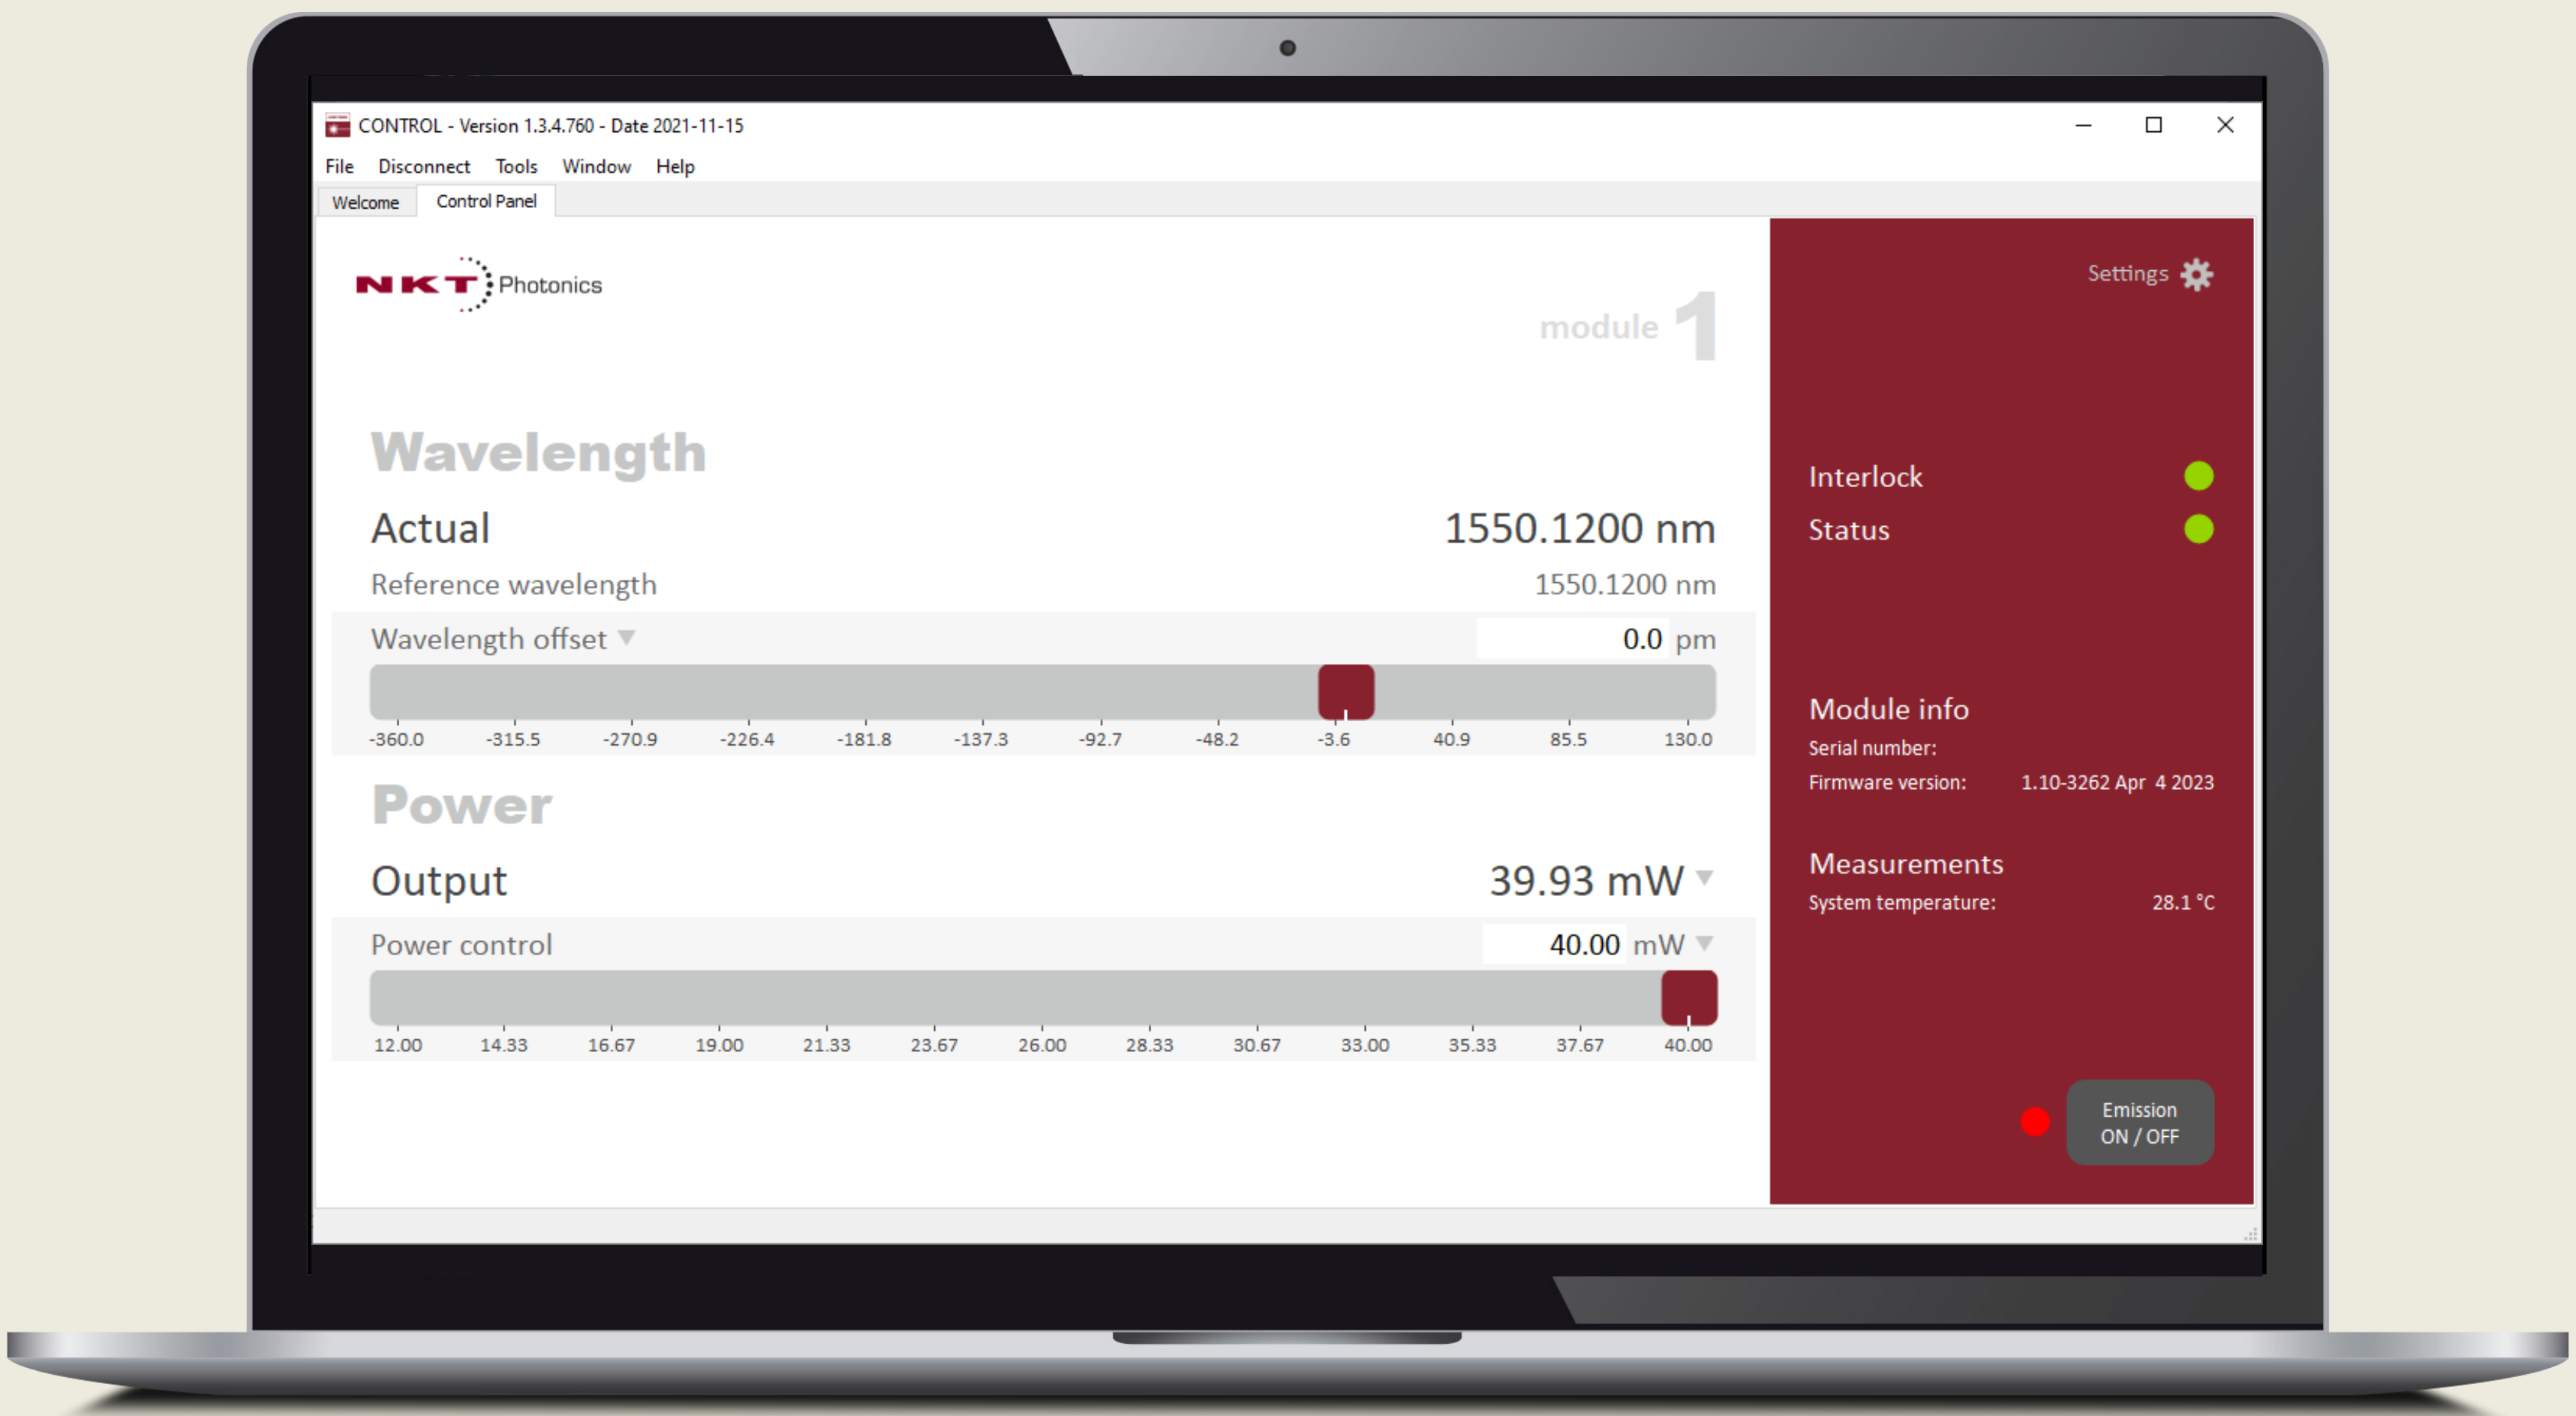 CONTROL - Version 1.3.4.760 - Date 2021-11-15
File Disconnect Tools Window Help
Welcome Control Panel
NKT Photonics
module 1
Settings
Wavelength
Actual 1550.1200 nm
Reference wavelength 1550.1200 nm
Wavelength offset 0.0 pm
-360.0 -315.5 -270.9 -226.4 -181.8 -137.3 -92.7 -48.2 -3.6 40.9 85.5 130.0
Power
Output 39.93 mW
Power control 40.00 mW
12.00 14.33 16.67 19.00 21.33 23.67 26.00 28.33 30.67 33.00 35.33 37.67 40.00
Interlock
Status
Module info
Serial number:
Firmware version: 1.10-3262 Apr 4 2023
Measurements
System temperature: 28.1 °C
Emission
ON / OFF